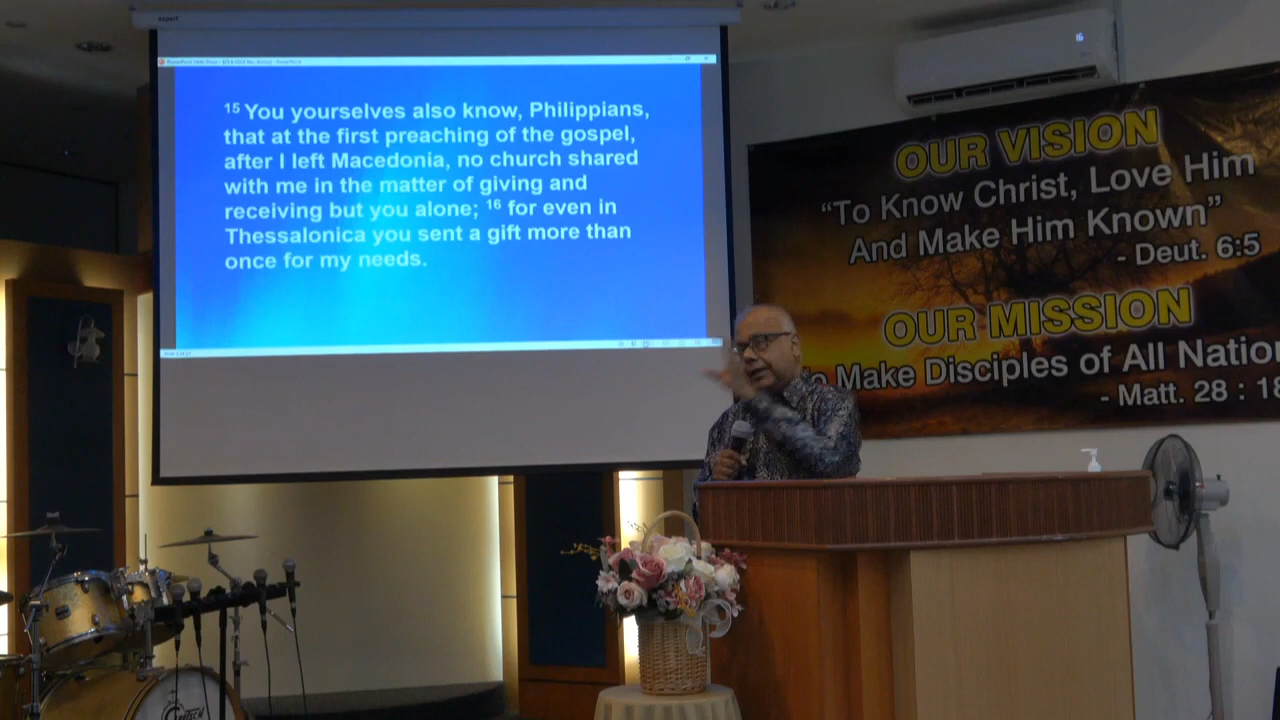 ¹⁵ You yourselves also know, Philippians,
that at the first preaching of the gospel,
after I left Macedonia, no church shared
with me in the matter of giving and
receiving but you alone; ¹⁶ for even in
Thessalonica you sent a gift more than
once for my needs.
OUR VISION
“To Know Christ, Love Him
And Make Him Known”
- Deut. 6:5
OUR MISSION
To Make Disciples of All Nation
- Matt. 28 : 18
16
GRETSCH